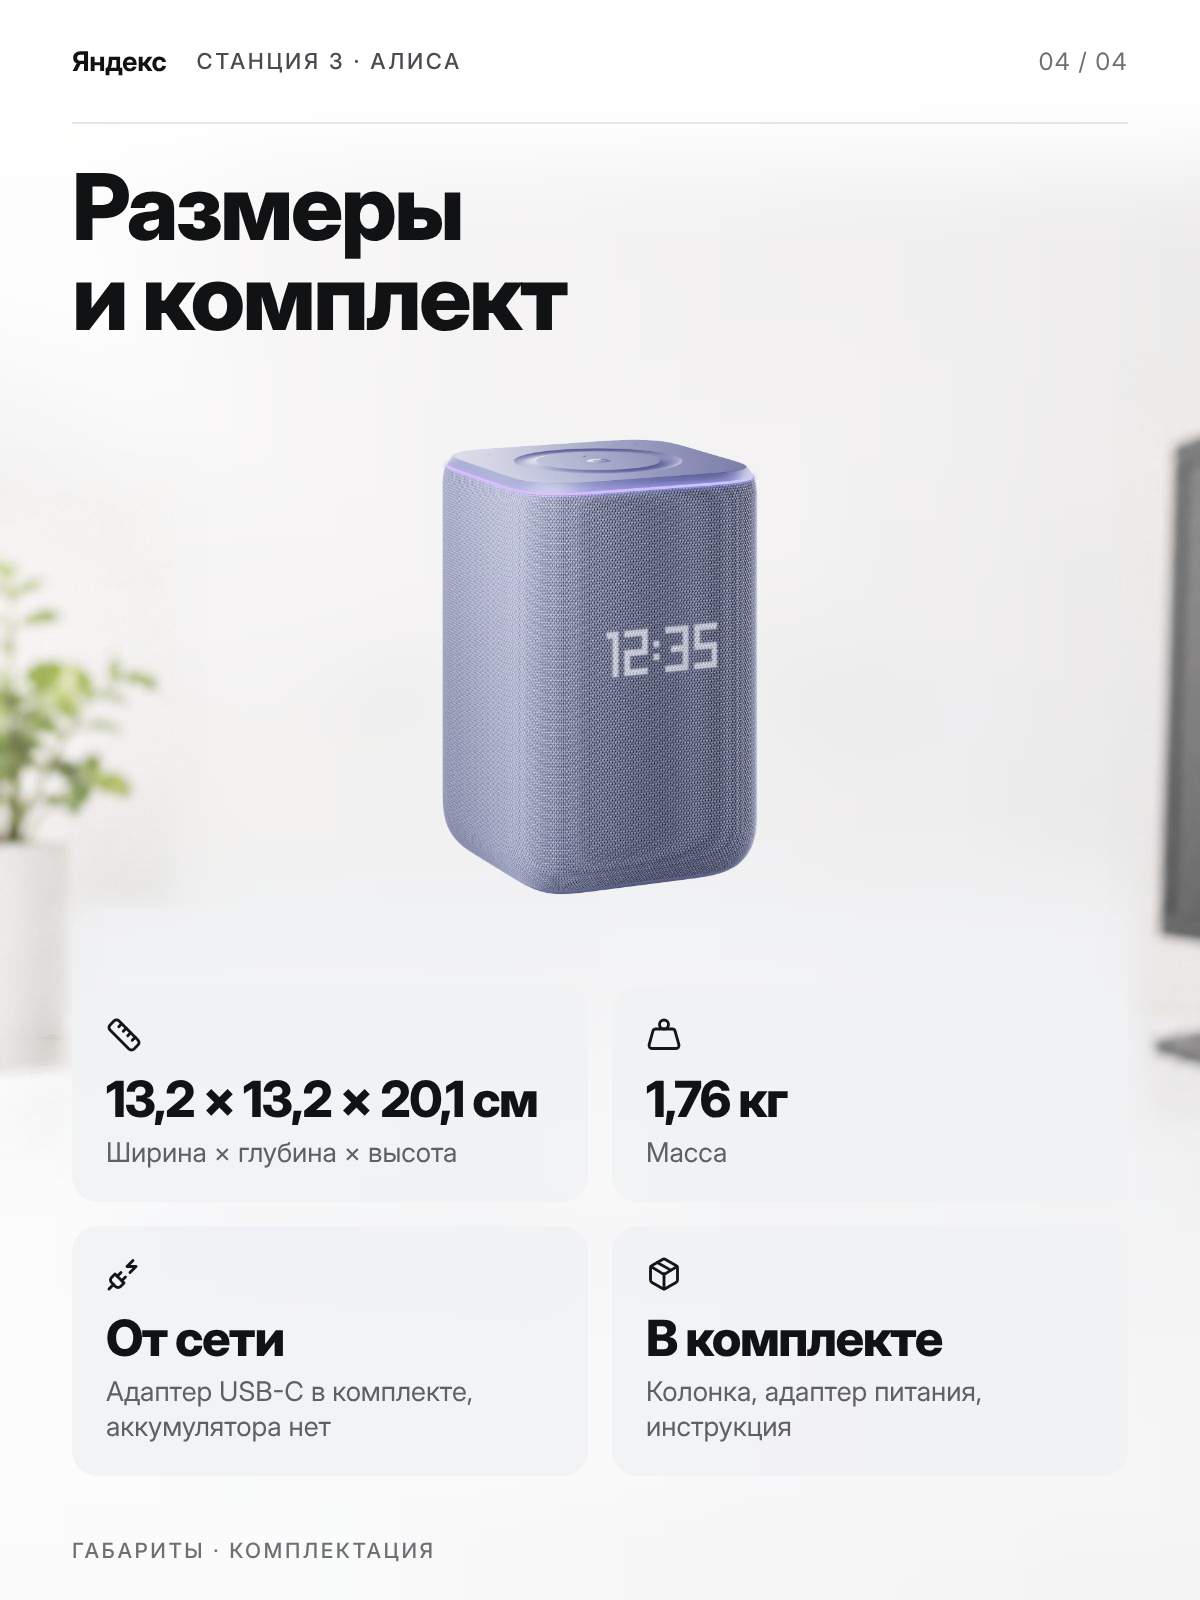 Яндекс СТАНЦИЯ 3 · АЛИСА 04 / 04
Размеры
и комплект
12:35
13,2 × 13,2 × 20,1 см
Ширина × глубина × высота
1,76 кг
Масса
От сети
Адаптер USB-C в комплекте,
аккумулятора нет
В комплекте
Колонка, адаптер питания,
инструкция
ГАБАРИТЫ · КОМПЛЕКТАЦИЯ